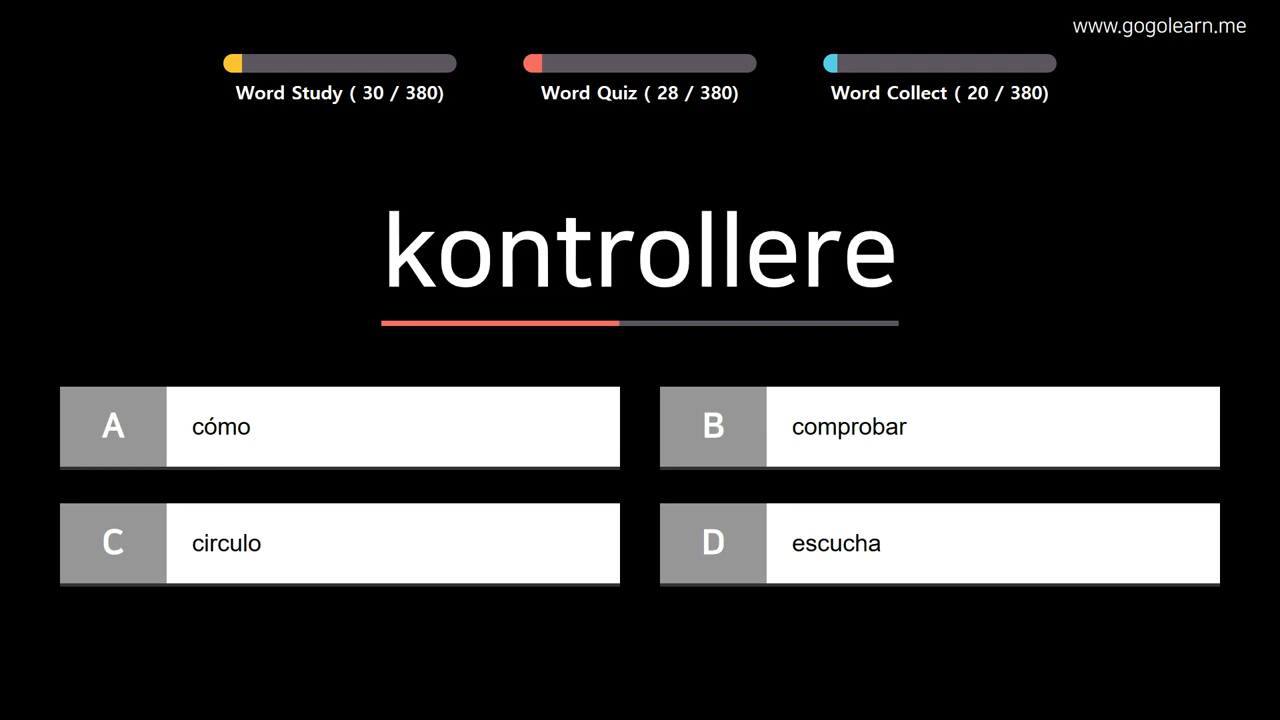 www.gogolearn.me
Word Study ( 30 / 380)
Word Quiz ( 28 / 380)
Word Collect ( 20 / 380)
kontrollere
A cómo
B comprobar
C circulo
D escucha